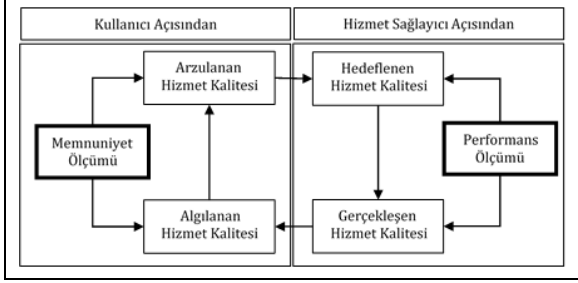 Kullanıcı Açısından
Hizmet Sağlayıcı Açısından
Arzulanan
Hizmet Kalitesi
Hedeflenen
Hizmet Kalitesi
Memnuniyet
Ölçümü
Performans
Ölçümü
Algılanan
Hizmet Kalitesi
Gerçekleşen
Hizmet Kalitesi